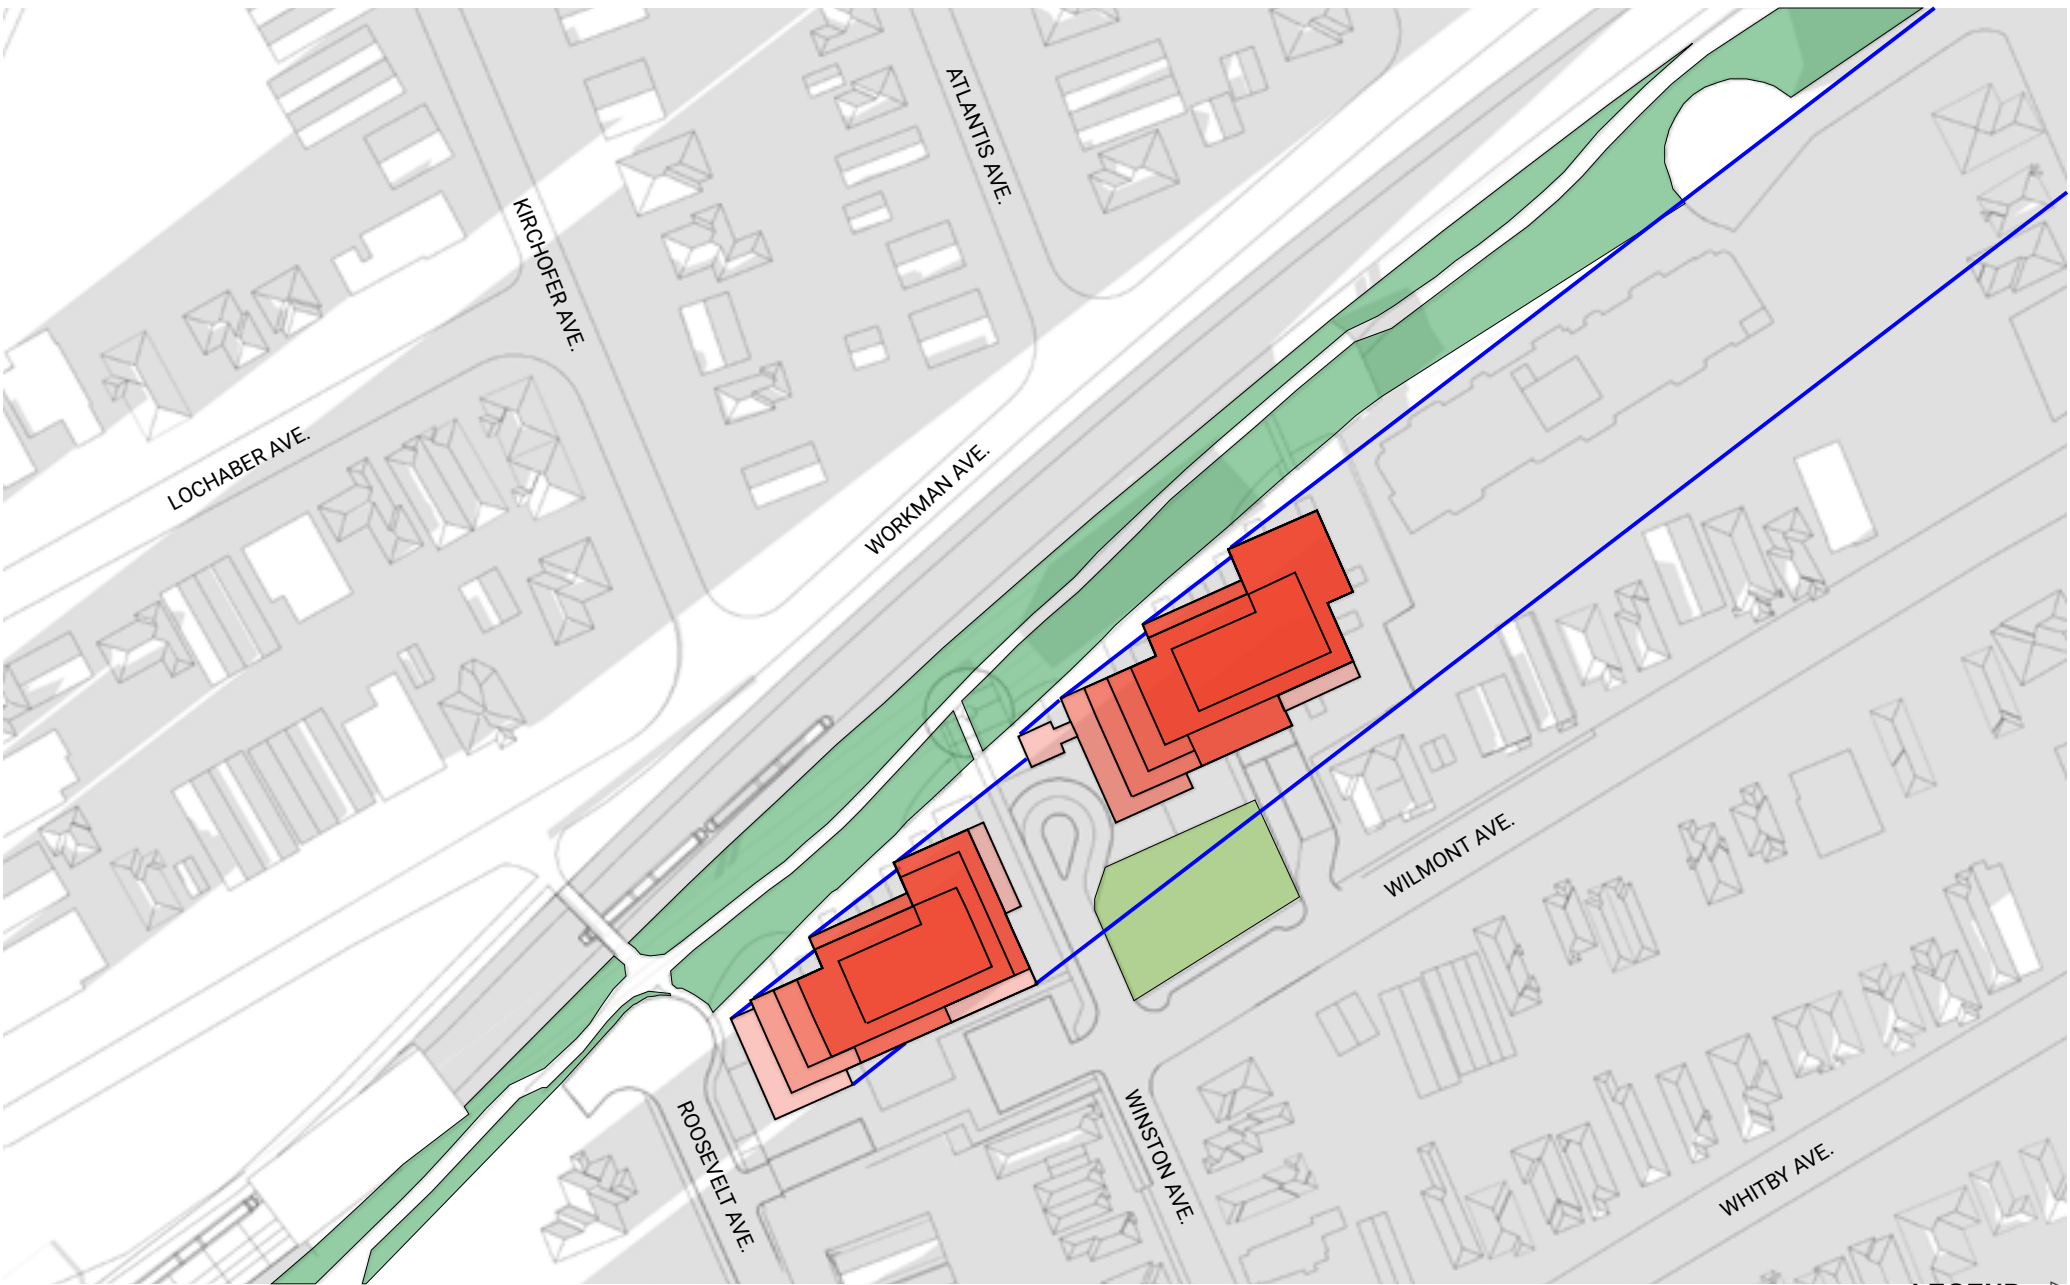 ATLANTIS AVE.
KIRCHOFER AVE.
LOCHABER AVE.
WORKMAN AVE.
WILMONT AVE.
ROOSEVELT AVE.
WINSTON AVE.
WHITBY AVE.